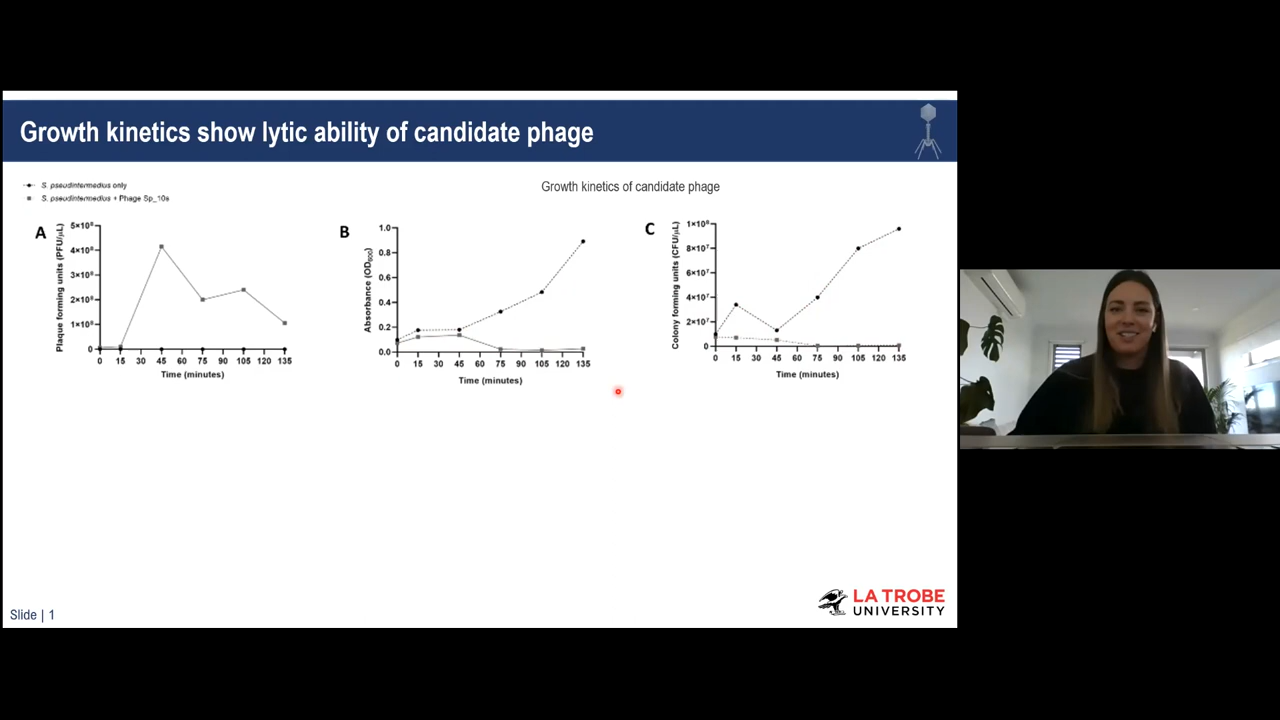 Growth kinetics show lytic ability of candidate phage
S. pseudintermedius only
S. pseudintermedius + Phage Sp_10s
Growth kinetics of candidate phage
A
Plaque forming units (PFU/µL)
5×10⁸
4×10⁸
3×10⁸
2×10⁸
1×10⁸
0
0 15 30 45 60 75 90 105 120 135
Time (minutes)
B
Absorbance (OD₆₀₀)
1.0
0.8
0.6
0.4
0.2
0.0
0 15 30 45 60 75 90 105 120 135
Time (minutes)
C
Colony forming units (CFU/µL)
1×10⁸
8×10⁷
6×10⁷
4×10⁷
2×10⁷
0
0 15 30 45 60 75 90 105 120 135
Time (minutes)
Slide | 1
LA TROBE
UNIVERSITY